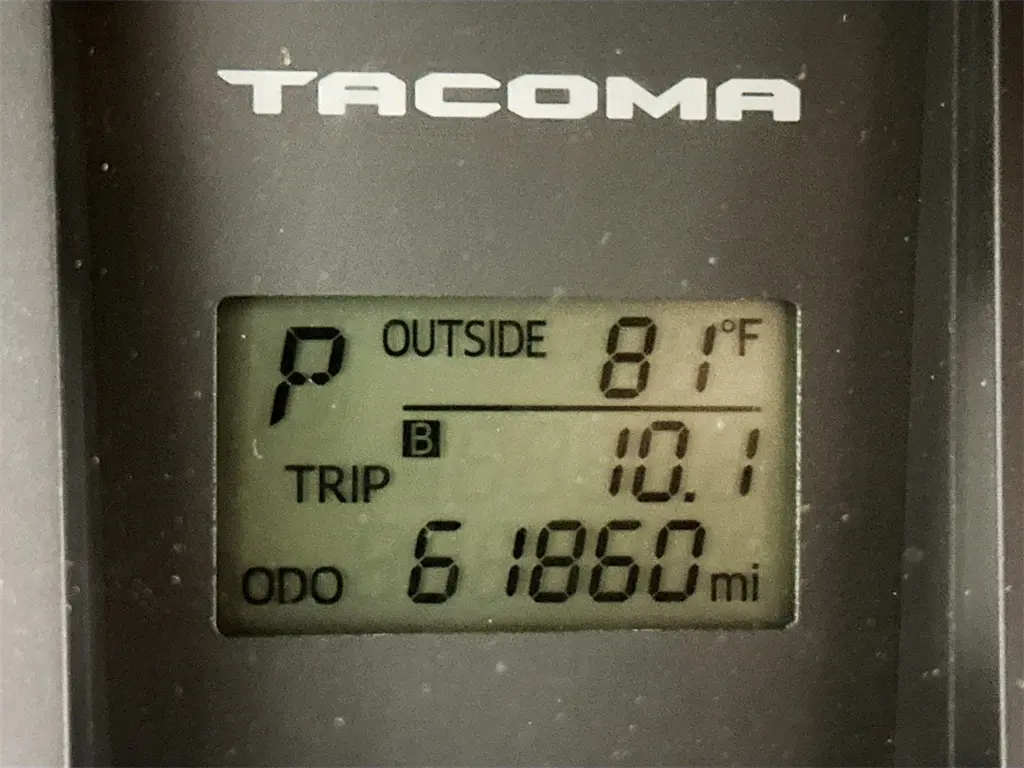 TACOMA
P OUTSIDE 81°F
TRIP B 10.1
ODO 61860 mi